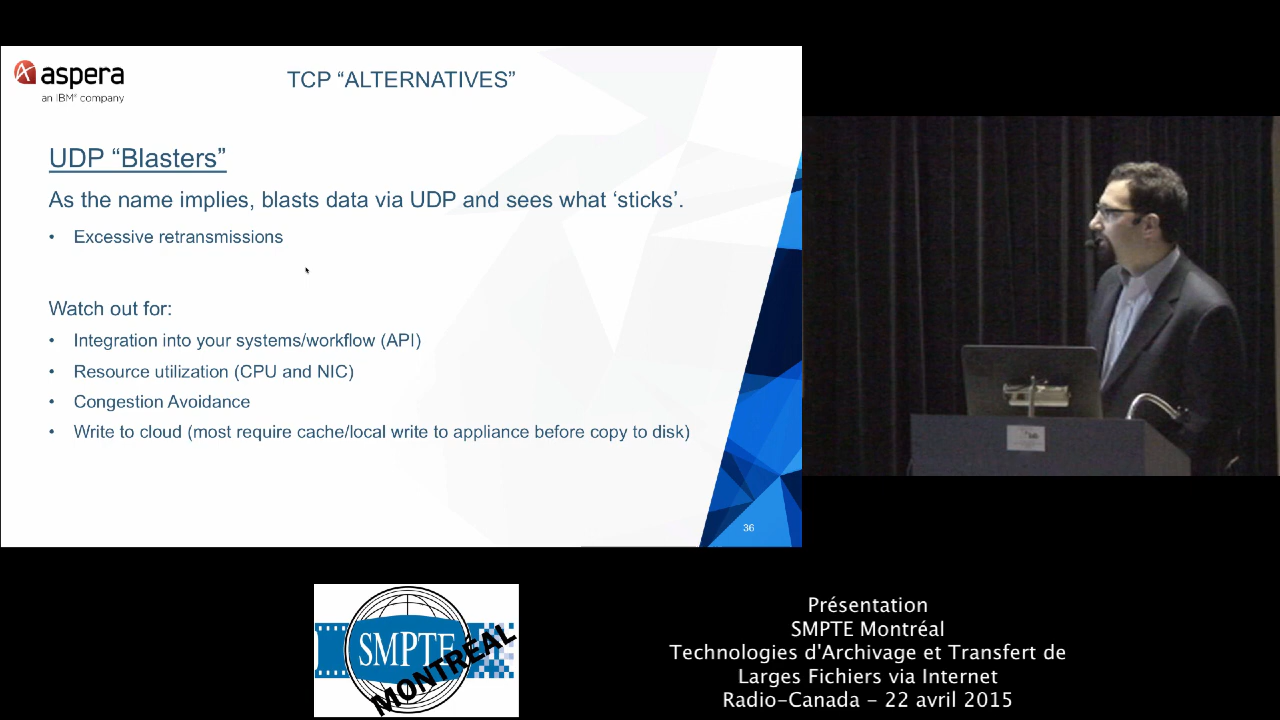 aspera
an IBM® company
TCP “ALTERNATIVES”
UDP “Blasters”
As the name implies, blasts data via UDP and sees what ‘sticks’.
• Excessive retransmissions
Watch out for:
• Integration into your systems/workflow (API)
• Resource utilization (CPU and NIC)
• Congestion Avoidance
• Write to cloud (most require cache/local write to appliance before copy to disk)
36
SMPTE
MONTRÉAL
Présentation
SMPTE Montréal
Technologies d'Archivage et Transfert de
Larges Fichiers via Internet
Radio-Canada – 22 avril 2015